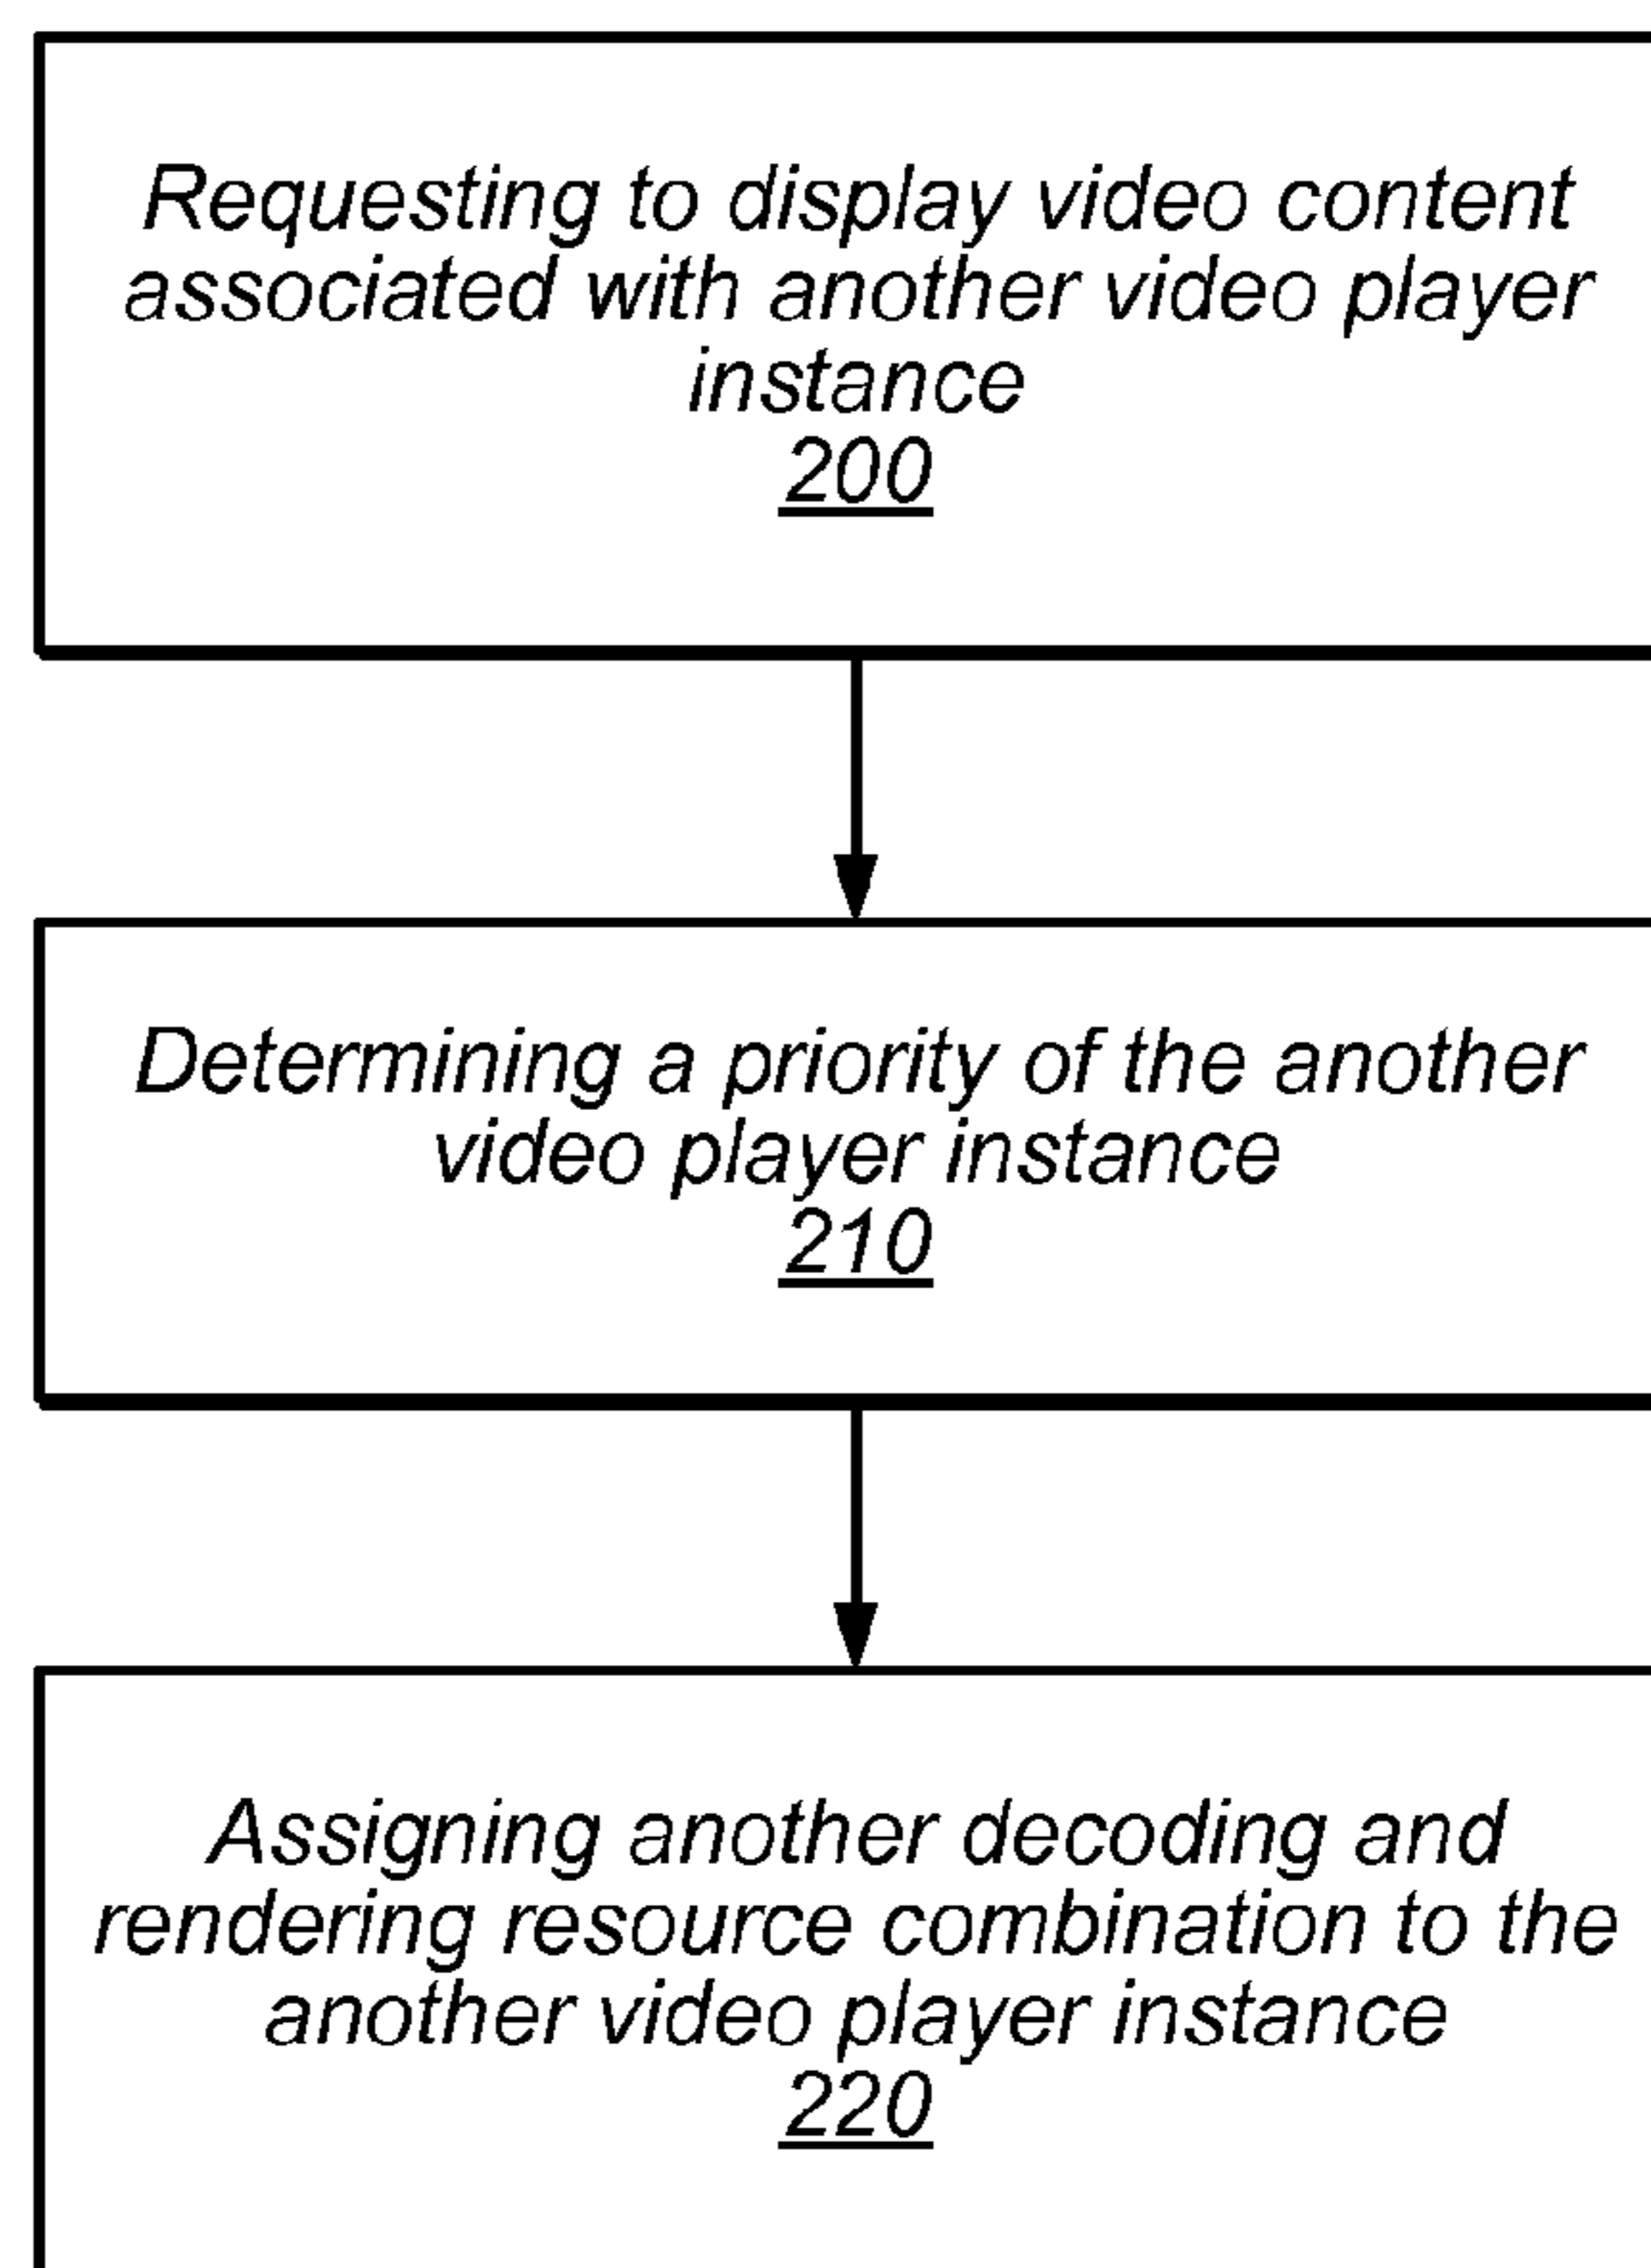 Requesting to display video content
associated with another video player
instance
200
Determining a priority of the another
video player instance
210
Assigning another decoding and
rendering resource combination to the
another video player instance
220